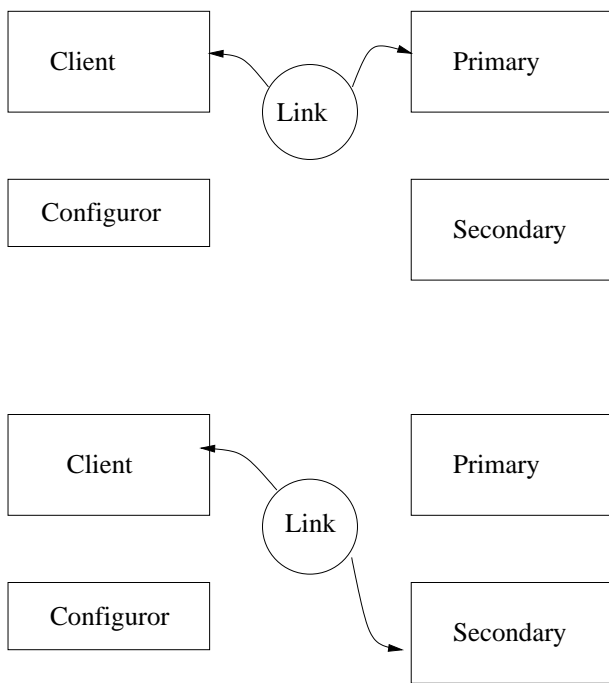 Client
Primary
Link
Configuror
Secondary
Client
Primary
Link
Configuror
Secondary